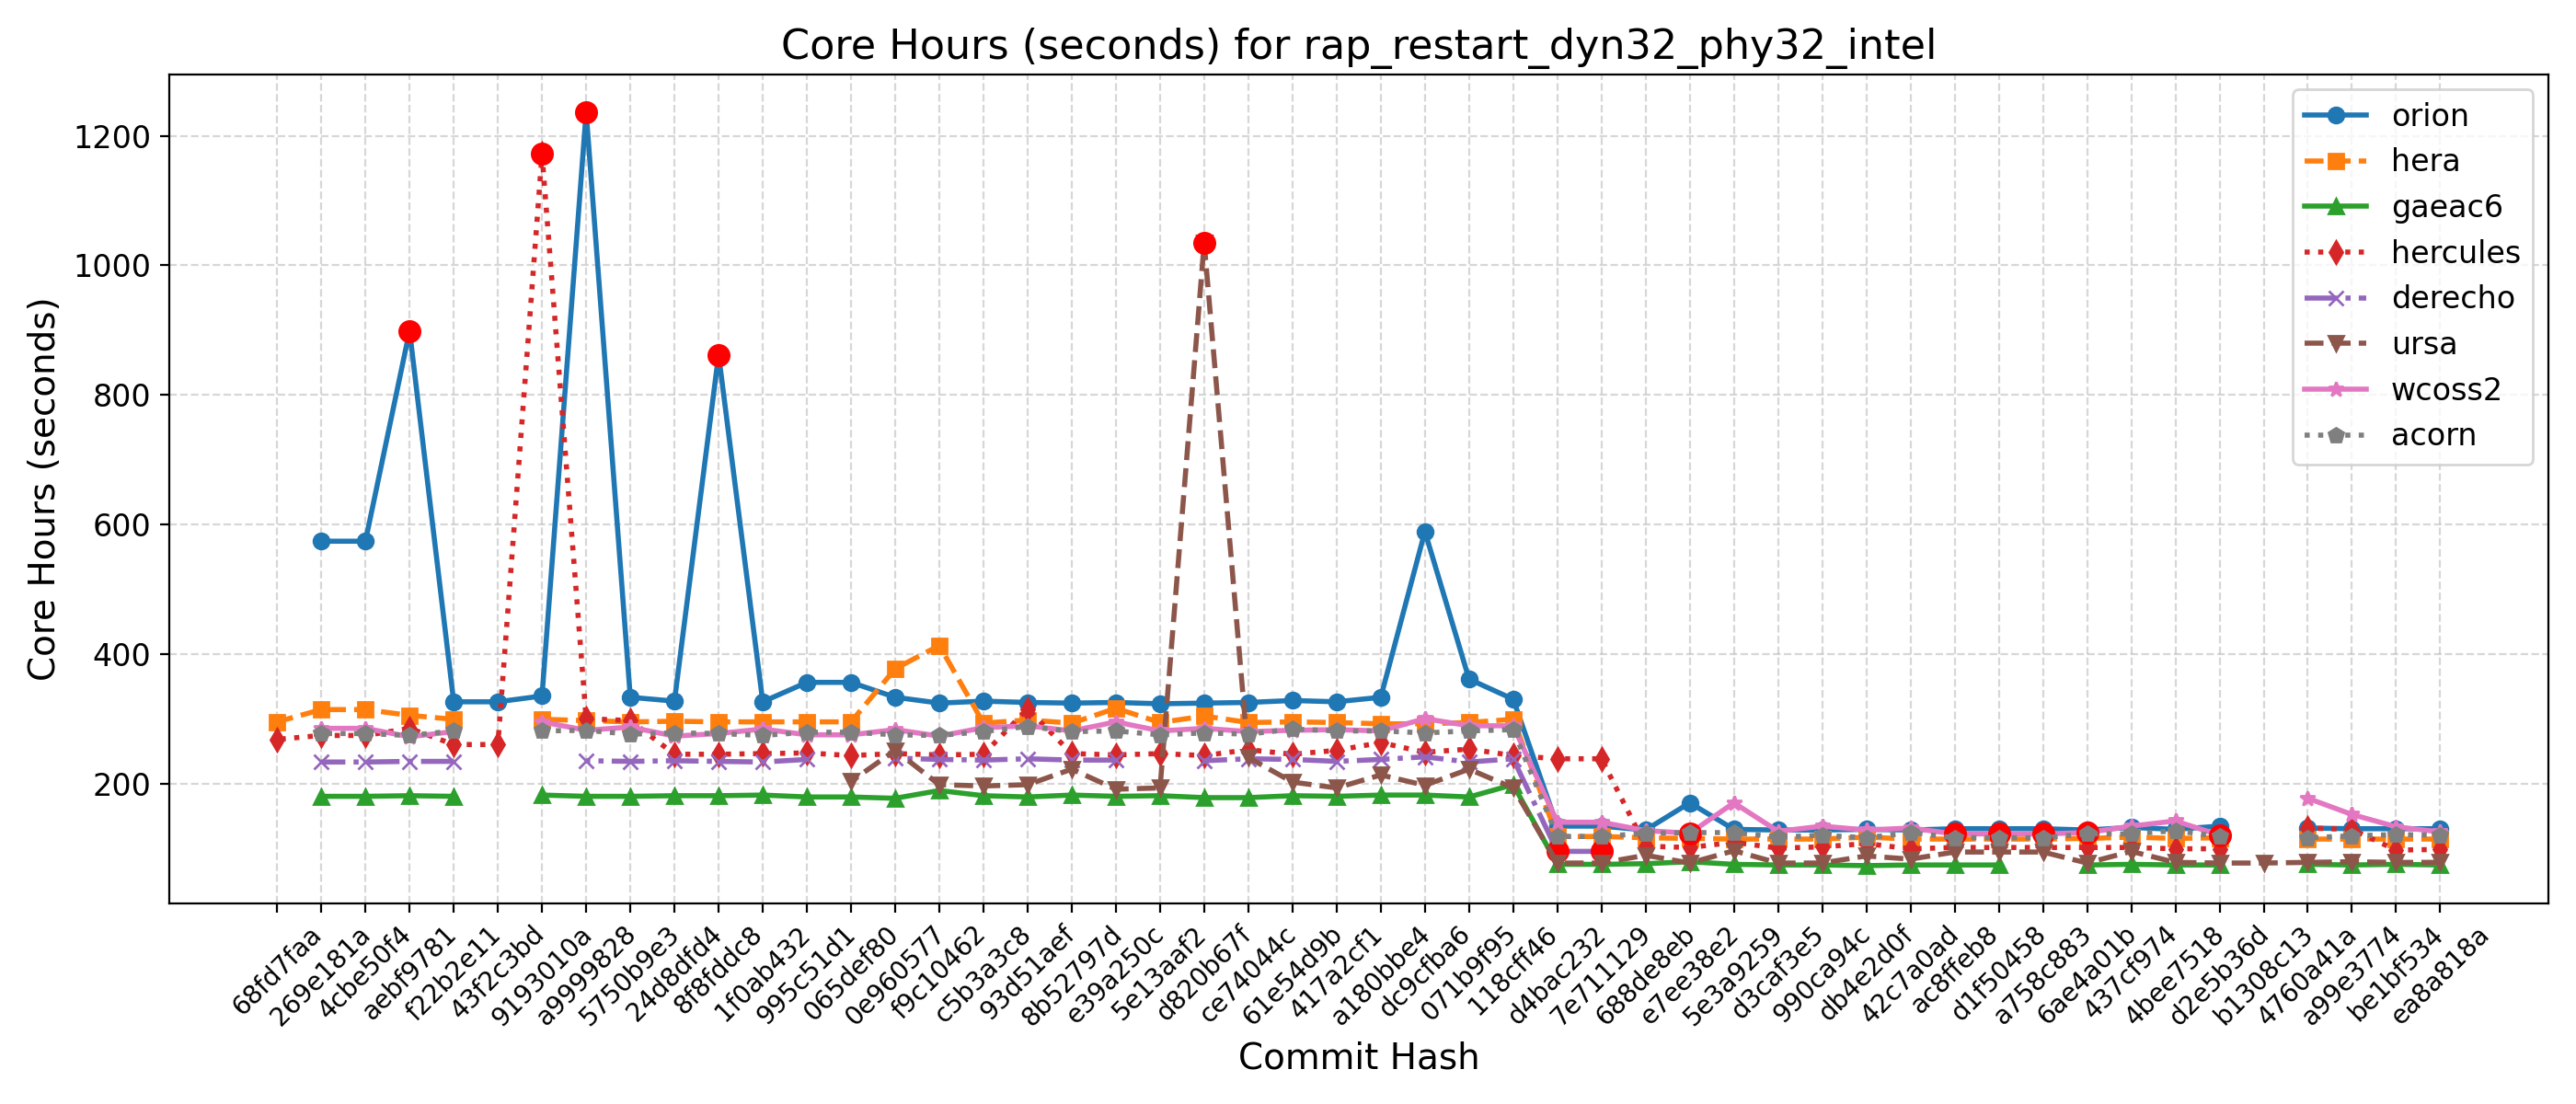 Core Hours (seconds) for rap_restart_dyn32_phy32_intel
Core Hours (seconds)
1200
1000
800
600
400
200
orion
hera
gaeac6
hercules
derecho
ursa
wcoss2
acorn
68fd7faa
269e181a
4cbe50f4
aebf9781
f22b2e11
43f2c3bd
9193010a
a9999828
5750b9e3
24d8dfd4
8f8fddc8
1f0ab432
995c51d1
065def80
0e960577
f9c10462
c5b3a3c8
93d51aef
8b52797d
e39a250c
5e13aaf2
d820b67f
ce74044c
61e54d9b
417a2cf1
a180bbe4
dc9cfba6
071b9f95
118cff46
d4bac232
7e711129
688de8eb
e7ee38e2
5e3a9259
d3caf3e5
990ca94c
db4e2d0f
42c7a0ad
ac8ffeb8
d1f50458
a758c883
6ae4a01b
437cf974
4bee7518
d2e5b36d
b1308c13
4760a41a
a99e3774
be1bf534
ea8a818a
Commit Hash